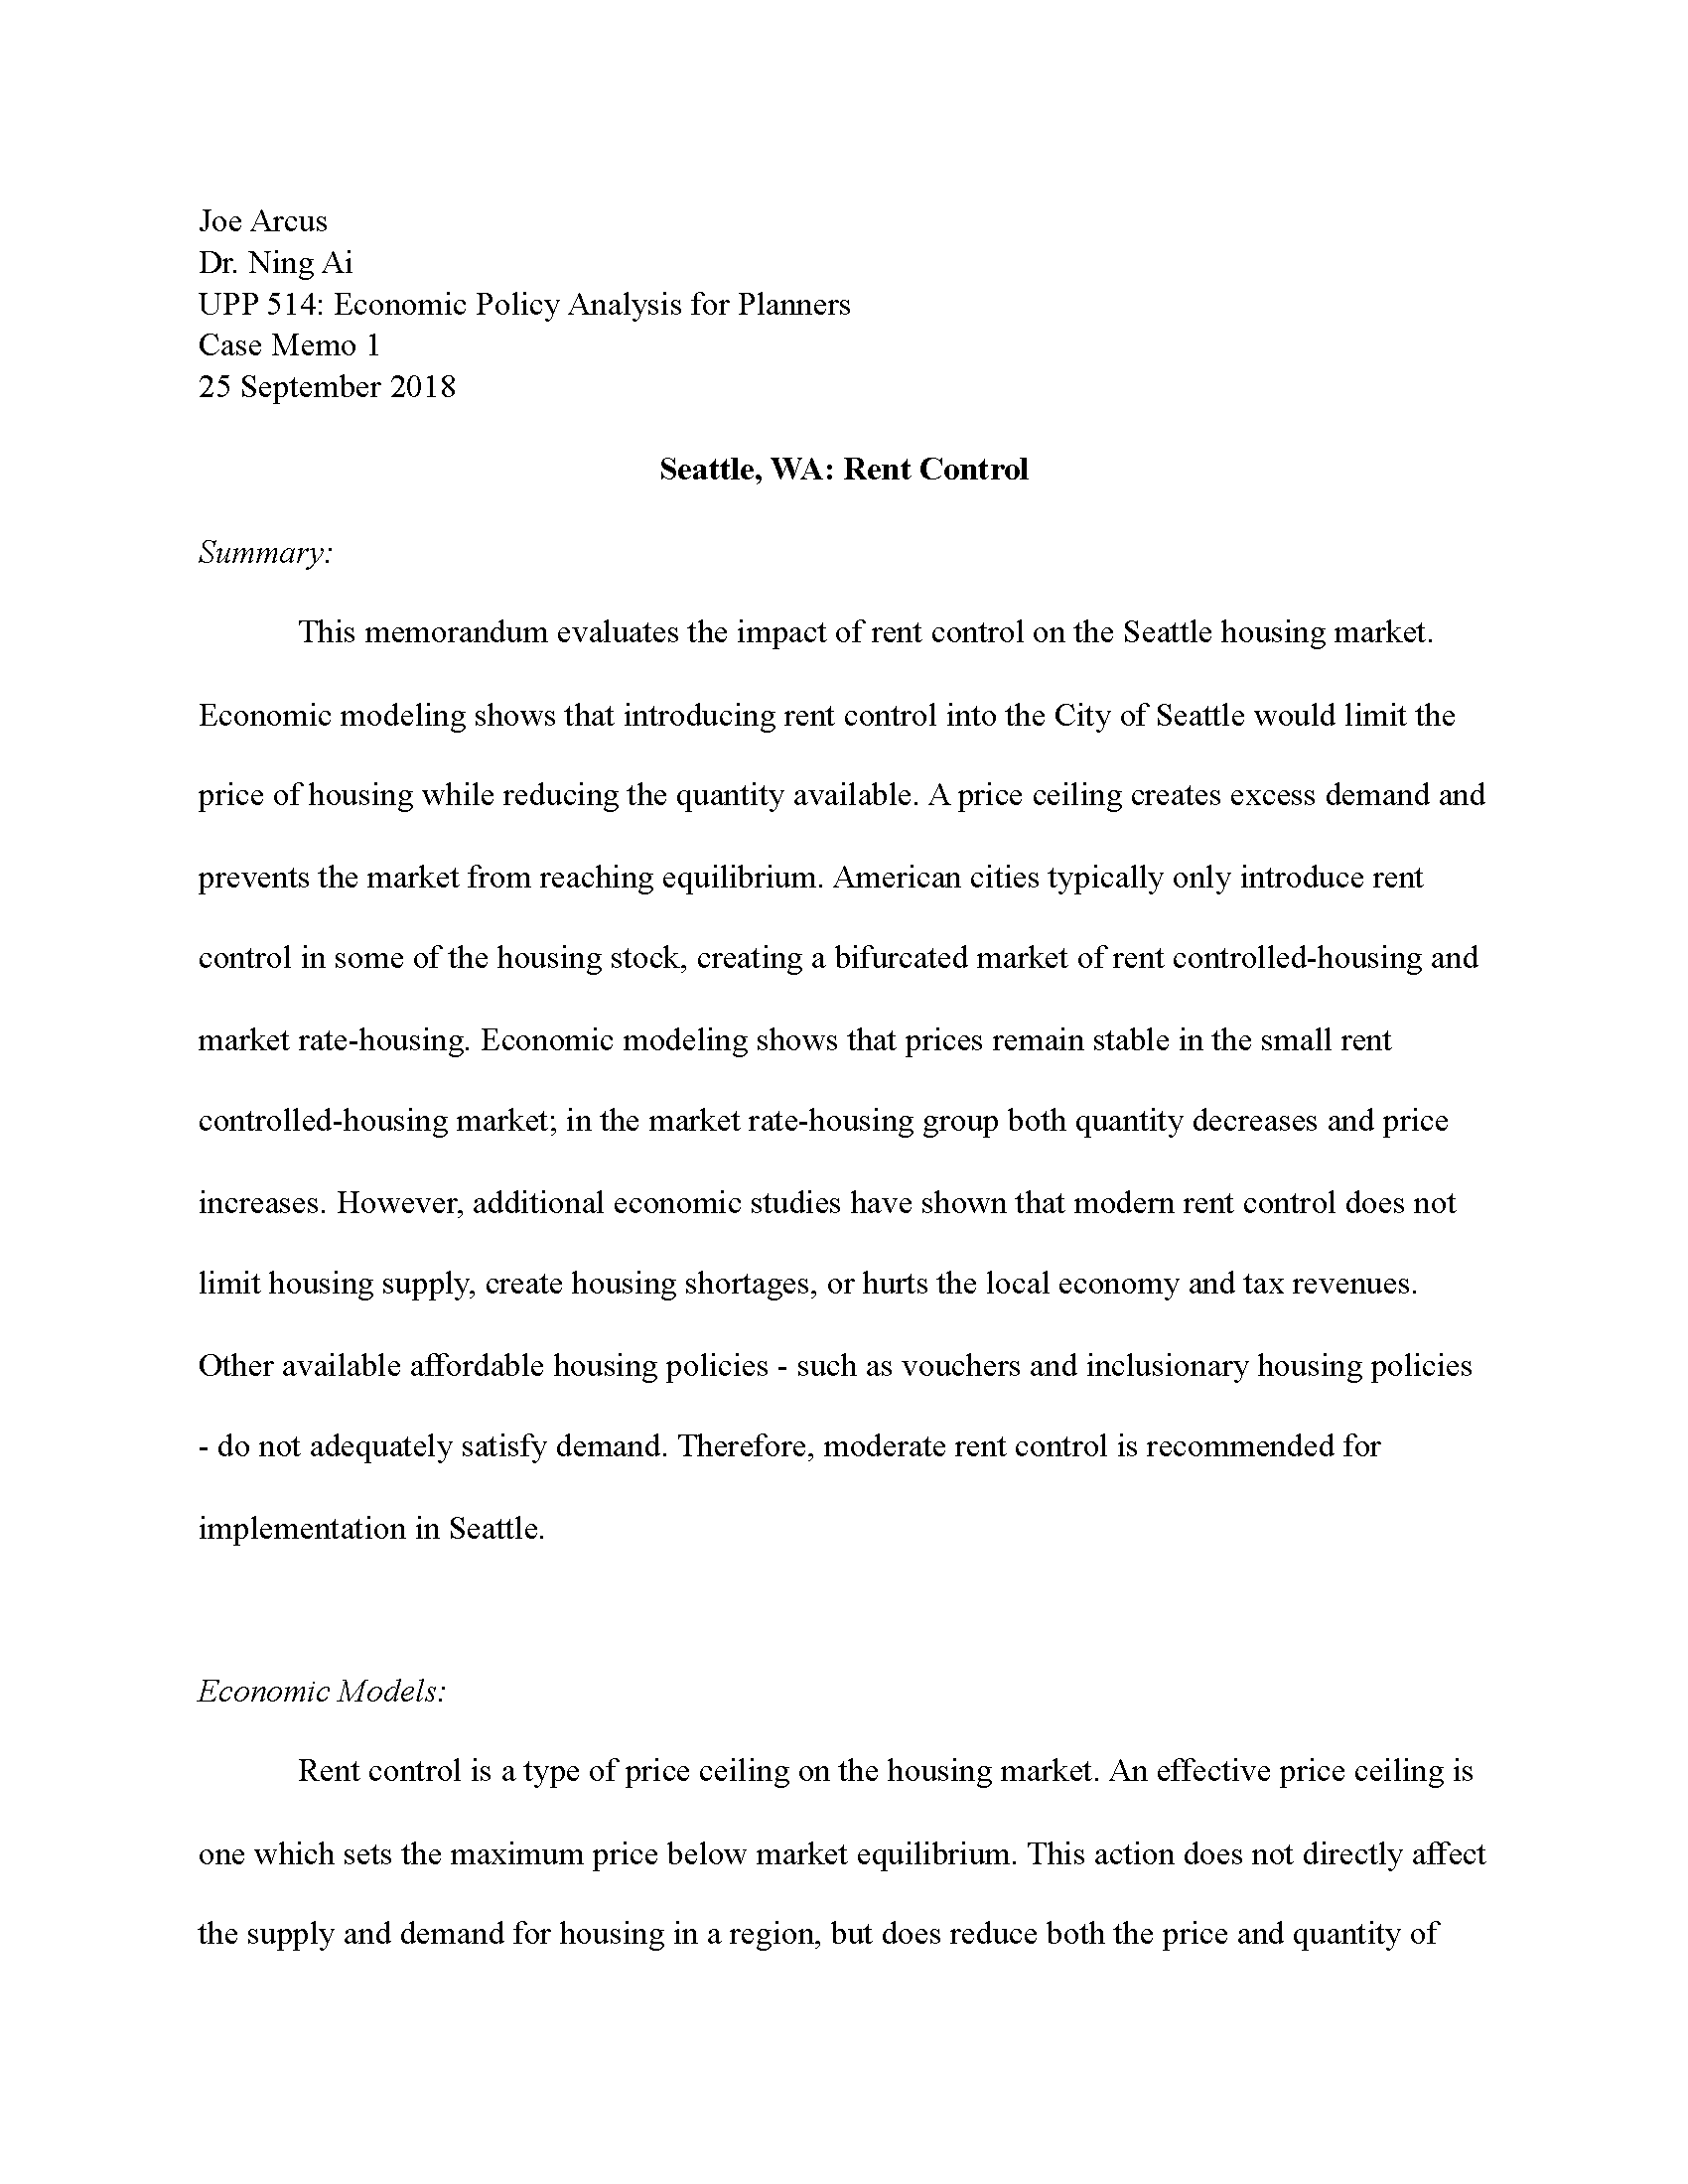 Joe Arcus
Dr. Ning Ai
UPP 514: Economic Policy Analysis for Planners
Case Memo 1
25 September 2018
Seattle, WA: Rent Control
Summary:
This memorandum evaluates the impact of rent control on the Seattle housing market.
Economic modeling shows that introducing rent control into the City of Seattle would limit the
price of housing while reducing the quantity available. A price ceiling creates excess demand and
prevents the market from reaching equilibrium. American cities typically only introduce rent
control in some of the housing stock, creating a bifurcated market of rent controlled-housing and
market rate-housing. Economic modeling shows that prices remain stable in the small rent
controlled-housing market; in the market rate-housing group both quantity decreases and price
increases. However, additional economic studies have shown that modern rent control does not
limit housing supply, create housing shortages, or hurts the local economy and tax revenues.
Other available affordable housing policies - such as vouchers and inclusionary housing policies
- do not adequately satisfy demand. Therefore, moderate rent control is recommended for
implementation in Seattle.
Economic Models:
Rent control is a type of price ceiling on the housing market. An effective price ceiling is
one which sets the maximum price below market equilibrium. This action does not directly affect
the supply and demand for housing in a region, but does reduce both the price and quantity of